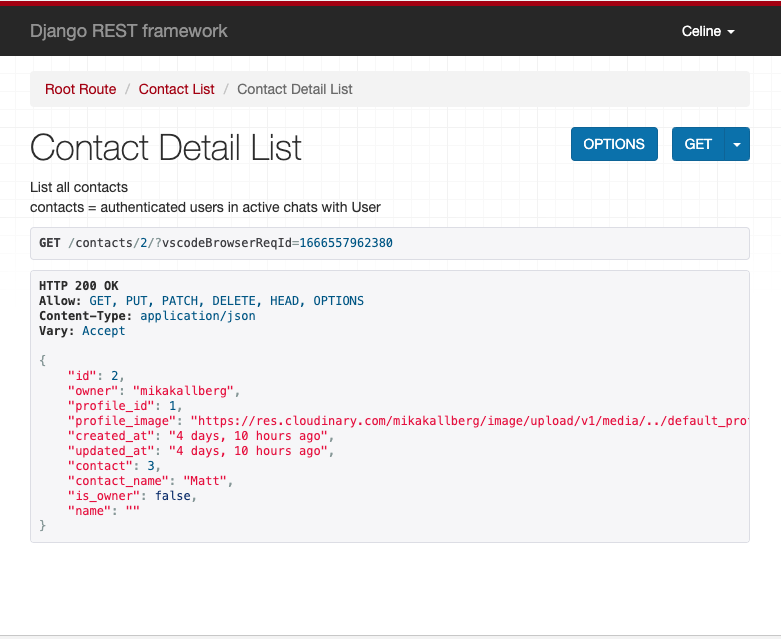 Django REST framework
Celine
Root Route / Contact List / Contact Detail List
Contact Detail List
OPTIONS
GET
List all contacts
contacts = authenticated users in active chats with User
GET /contacts/2/?vscodeBrowserReqId=1666557962380
HTTP 200 OK
Allow: GET, PUT, PATCH, DELETE, HEAD, OPTIONS
Content-Type: application/json
Vary: Accept
{
"id": 2,
"owner": "mikakallberg",
"profile_id": 1,
"profile_image": "https://res.cloudinary.com/mikakallberg/image/upload/v1/media/../default_pro
"created_at": "4 days, 10 hours ago",
"updated_at": "4 days, 10 hours ago",
"contact": 3,
"contact_name": "Matt",
"is_owner": false,
"name": ""
}